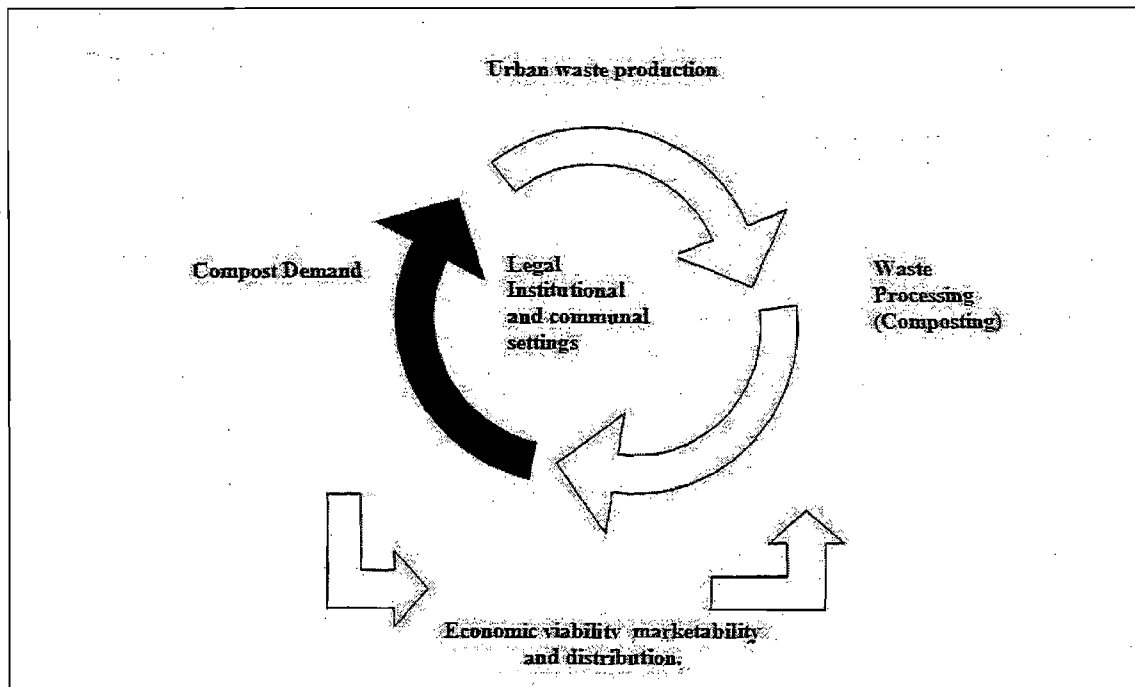 Urban waste production
Compost Demand
Legal
Institutional
and communal
settings
Waste
Processing
(Composting)
Economic viability marketability
and distribution.